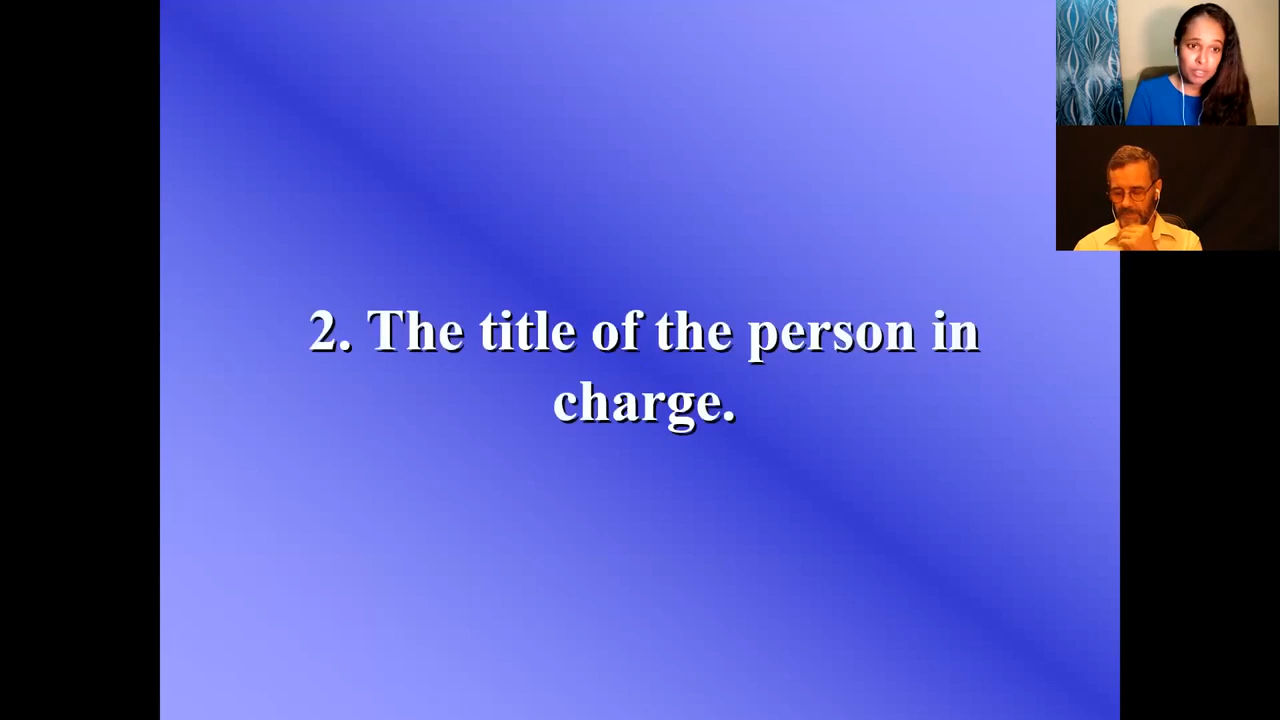 2. The title of the person in
charge.